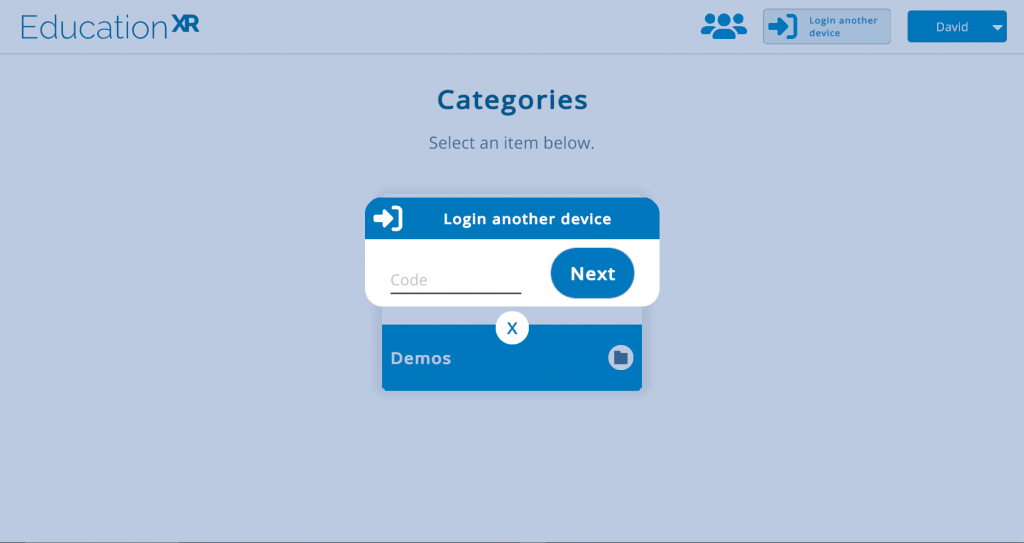 EducationXR
Login another
device
David
Categories
Select an item below.
Login another device
Code
Next
X
Demos